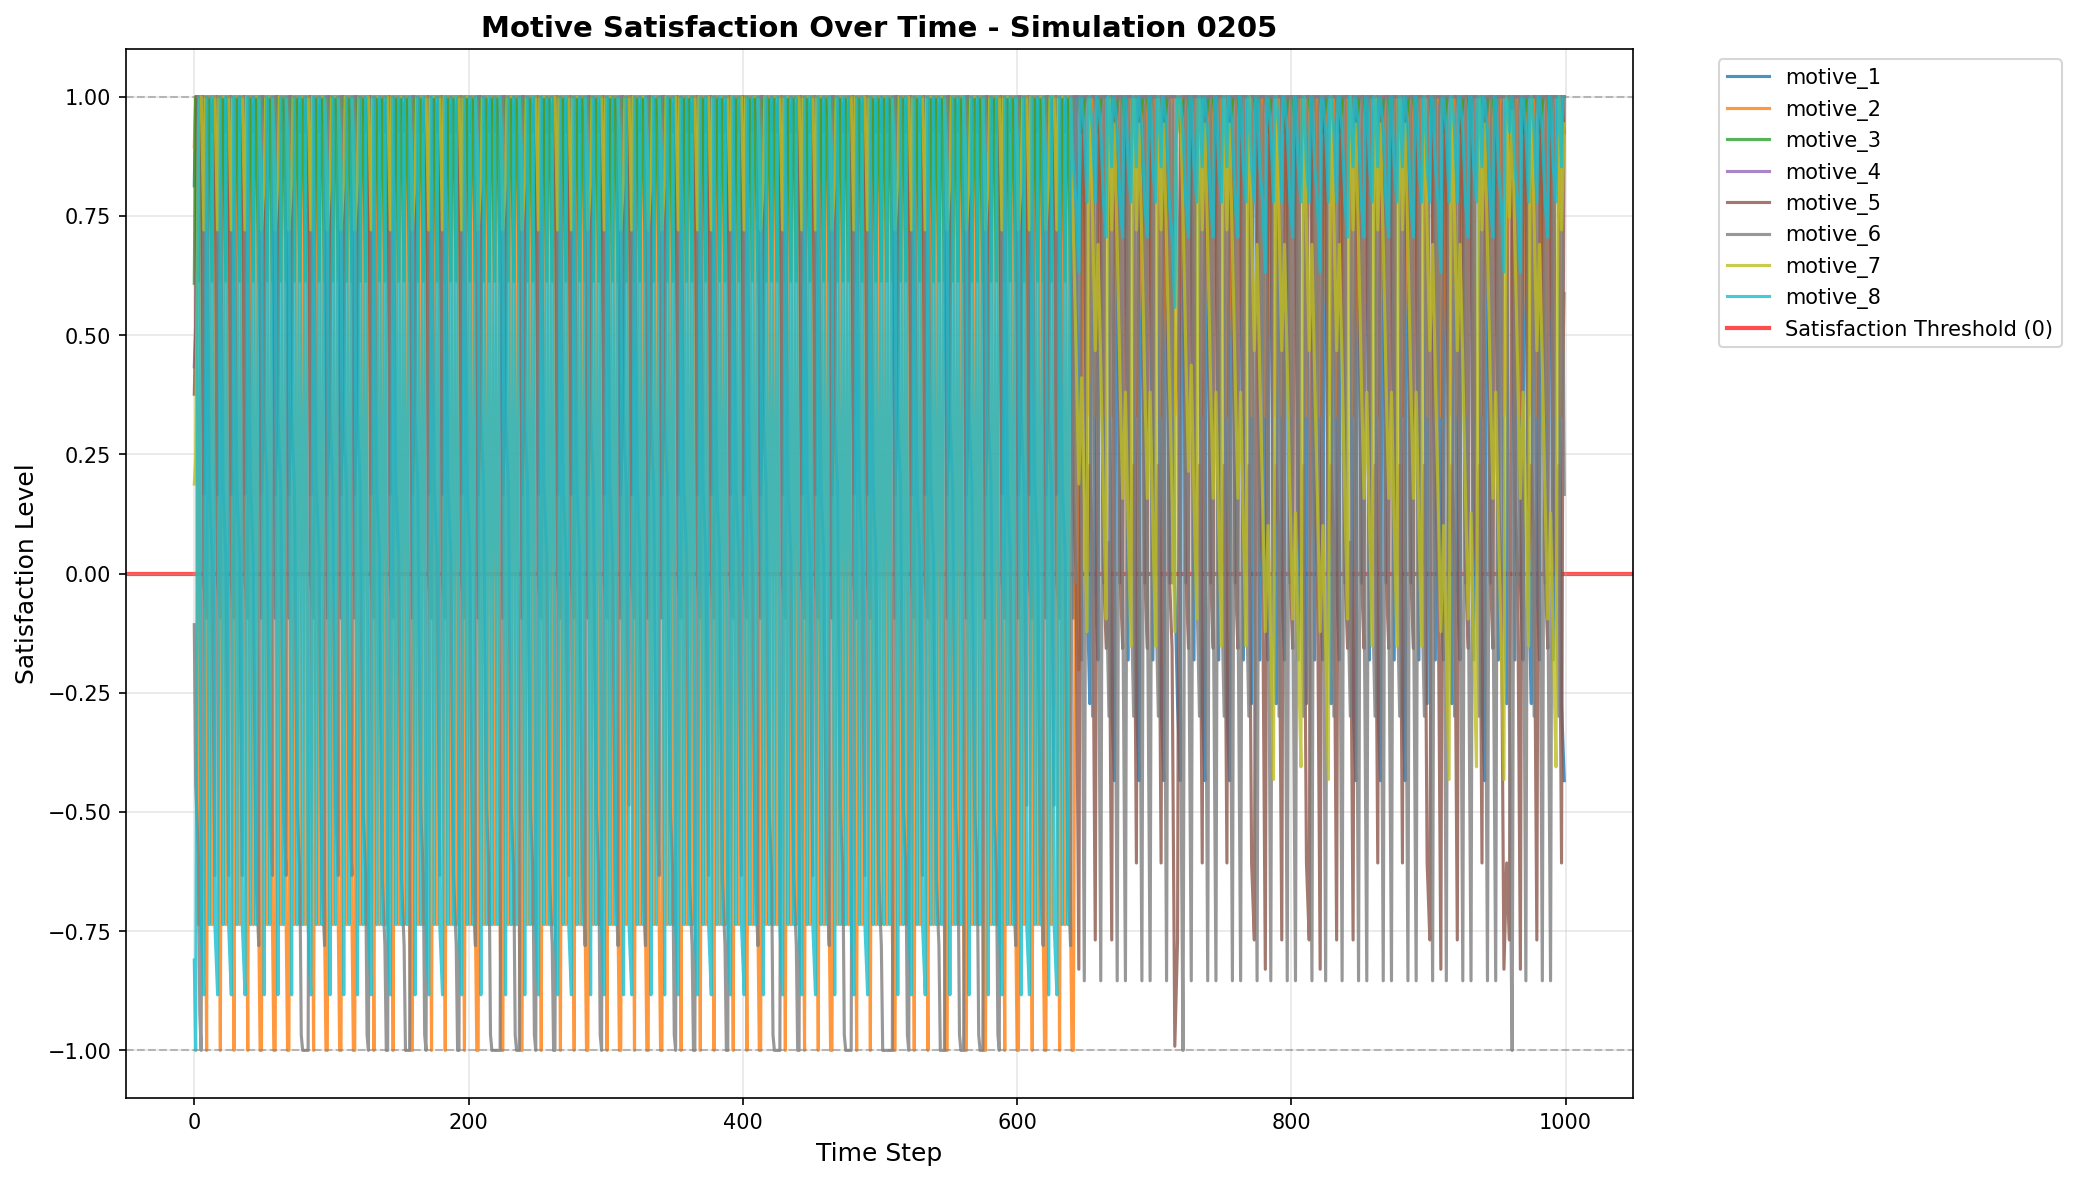 Motive Satisfaction Over Time - Simulation 0205
Satisfaction Level
1.00
0.75
0.50
0.25
0.00
−0.25
−0.50
−0.75
−1.00
0
200
400
600
800
1000
Time Step
motive_1
motive_2
motive_3
motive_4
motive_5
motive_6
motive_7
motive_8
Satisfaction Threshold (0)